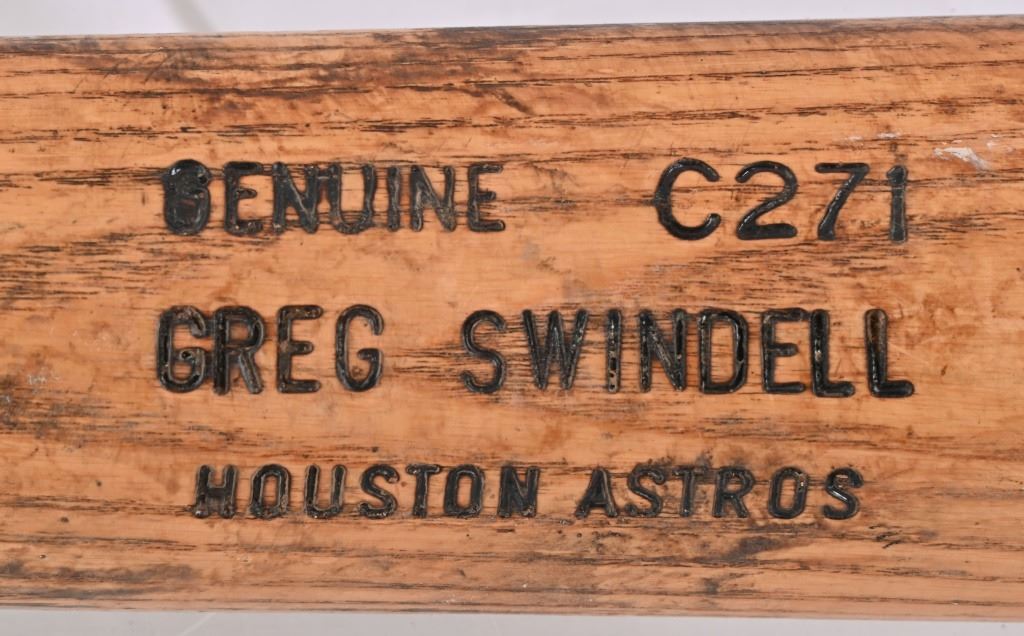 GENUINE C271
GREG SWINDELL
HOUSTON ASTROS